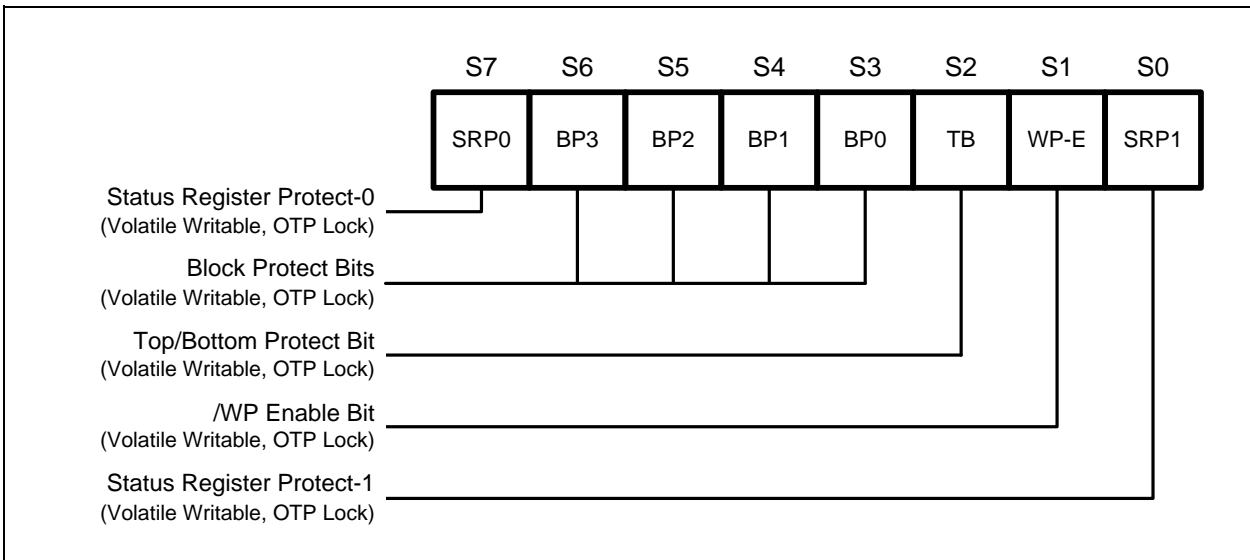 S7 S6 S5 S4 S3 S2 S1 S0
SRP0 BP3 BP2 BP1 BP0 TB WP-E SRP1
Status Register Protect-0
(Volatile Writable, OTP Lock)
Block Protect Bits
(Volatile Writable, OTP Lock)
Top/Bottom Protect Bit
(Volatile Writable, OTP Lock)
/WP Enable Bit
(Volatile Writable, OTP Lock)
Status Register Protect-1
(Volatile Writable, OTP Lock)